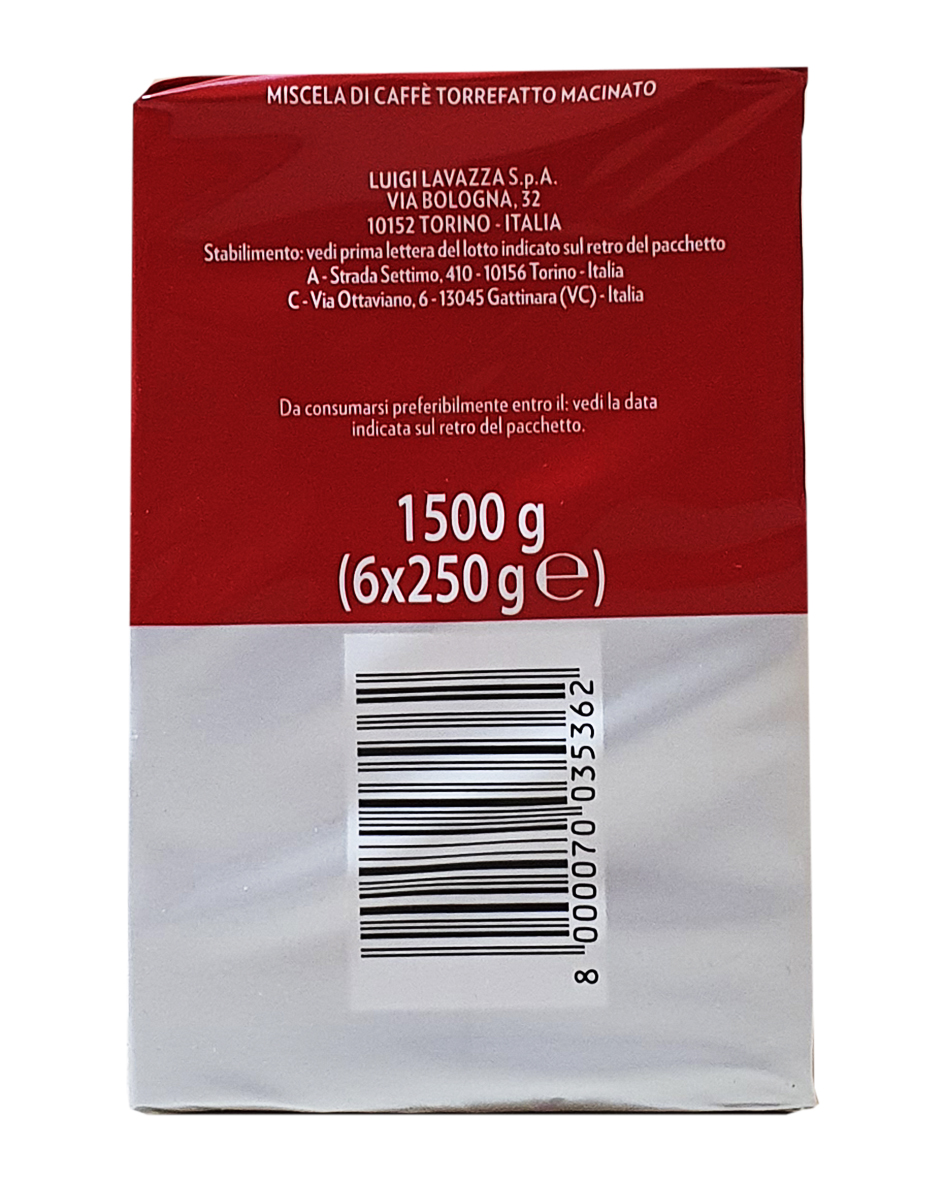 MISCELA DI CAFFÈ TORREFATTO MACINATO
LUIGI LAVAZZA S.p.A.
VIA BOLOGNA, 32
10152 TORINO - ITALIA
Stabilimento: vedi prima lettera del lotto indicato sul retro del pacchetto
A - Strada Settimo, 410 - 10156 Torino - Italia
C - Via Ottaviano, 6 - 13045 Gattinara (VC) - Italia
Da consumarsi preferibilmente entro il: vedi la data
indicata sul retro del pacchetto.
1500 g
(6x250 g ℮)
8 000070 035362